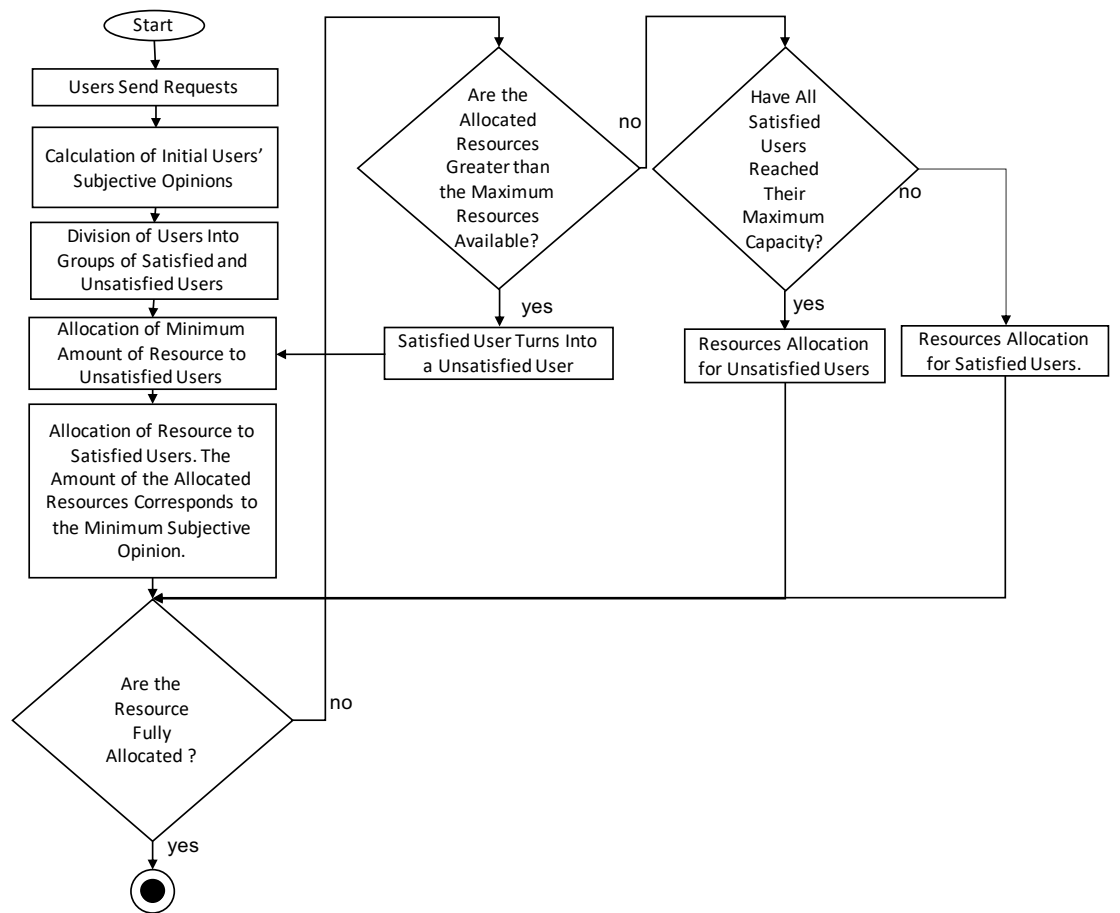 Start
Users Send Requests
Calculation of Initial Users'
Subjective Opinions
Division of Users Into
Groups of Satisfied and
Unsatisfied Users
Allocation of Minimum
Amount of Resource to
Unsatisfied Users
Allocation of Resource to
Satisfied Users. The
Amount of the Allocated
Resources Corresponds to
the Minimum Subjective
Opinion.
Are the
Resource
Fully
Allocated ?
yes
no
Are the
Allocated
Resources
Greater than
the Maximum
Resources
Available?
no
yes
Satisfied User Turns Into
a Unsatisfied User
Have All
Satisfied
Users
Reached
Their
Maximum
Capacity?
no
yes
Resources Allocation
for Unsatisfied Users
Resources Allocation
for Satisfied Users.